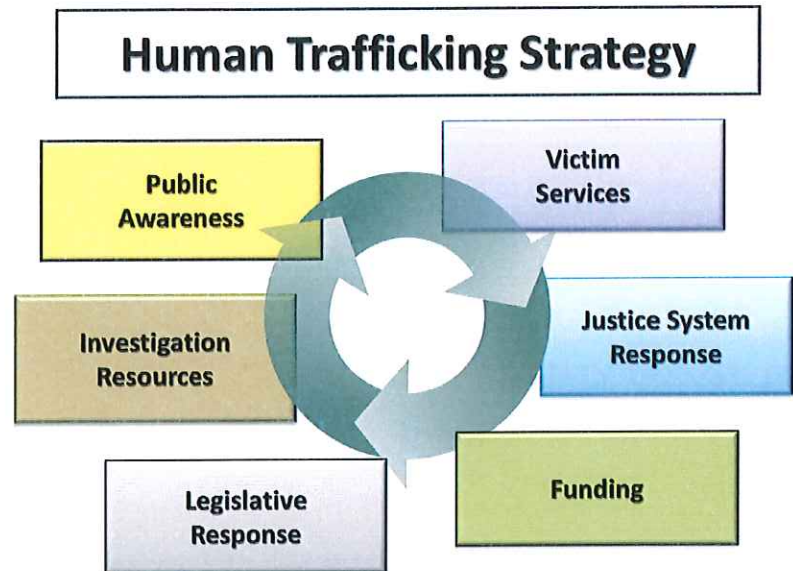 Human Trafficking Strategy
Public
Awareness
Victim
Services
Investigation
Resources
Justice System
Response
Legislative
Response
Funding